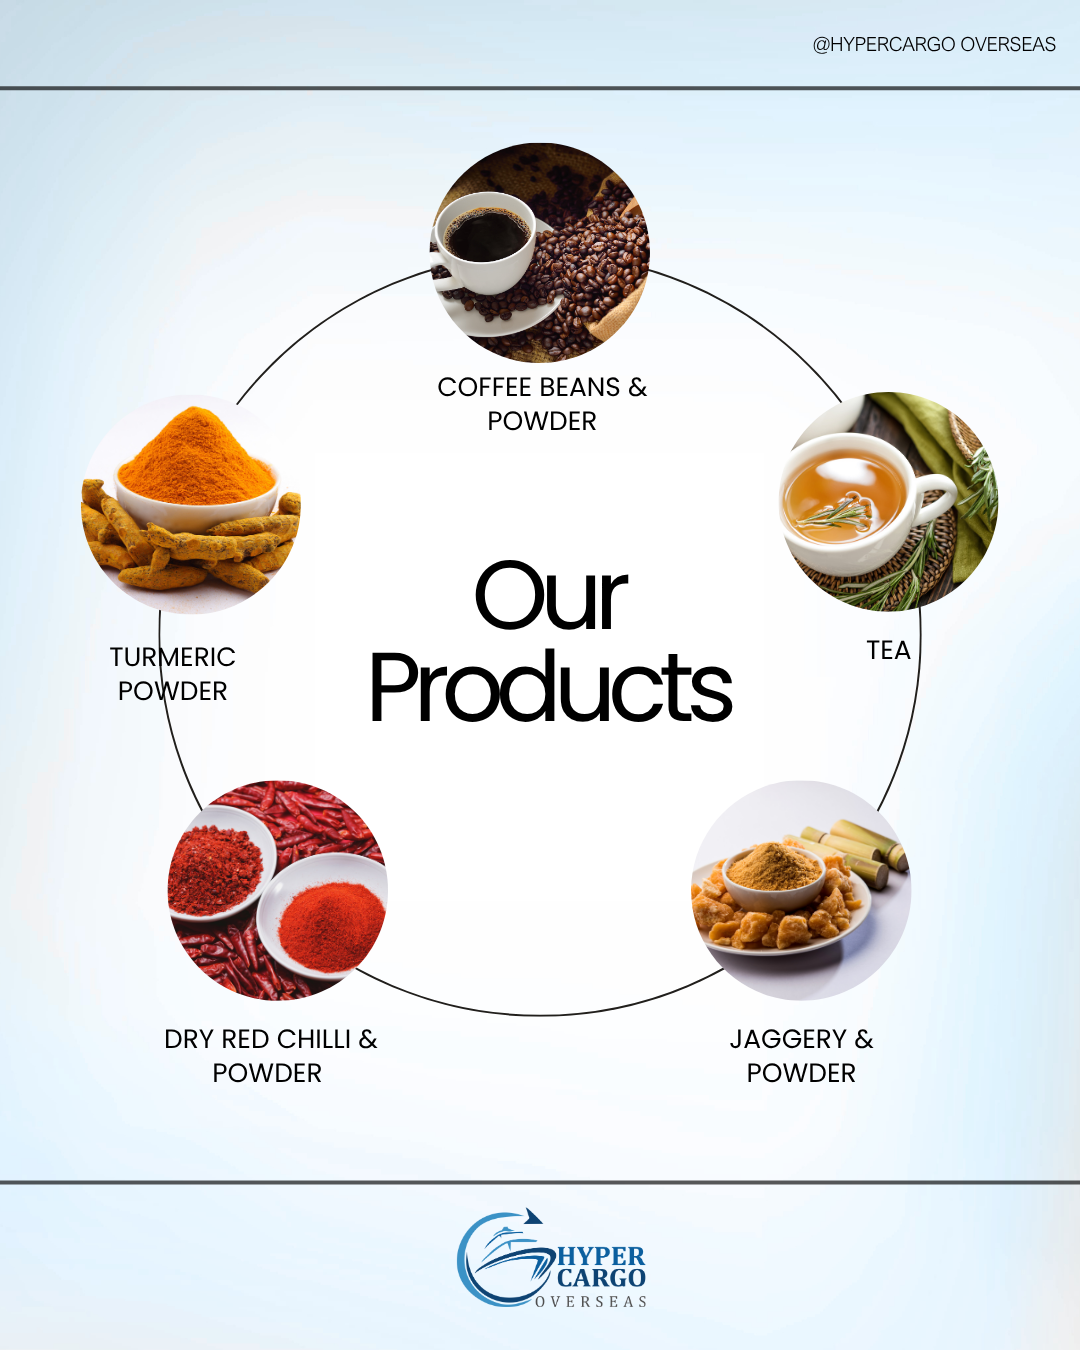 @HYPERCARGO OVERSEAS
COFFEE BEANS &
POWDER
TURMERIC
POWDER
Our
Products
TEA
DRY RED CHILLI &
POWDER
JAGGERY &
POWDER
HYPER
CARGO
OVERSEAS